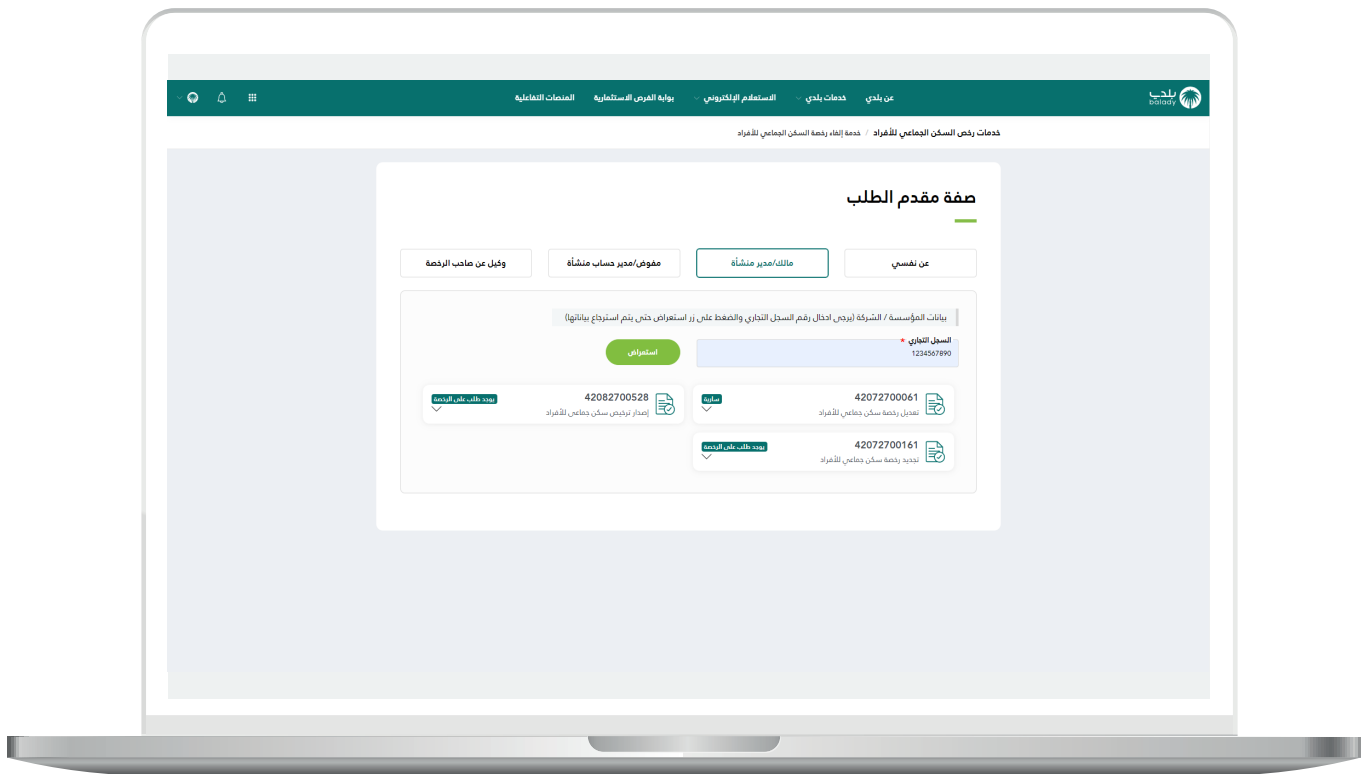 بلدي
balady
عن بلدي
خدمات بلدي
الاستعلام الإلكتروني
بوابة الفرص الاستثمارية
المنصات التفاعلية
خدمات رخص السكن الجماعي للأفراد / خدمة إلغاء رخصة السكن الجماعي للأفراد
صفة مقدم الطلب
عن نفسي
مالك/مدير منشأة
مفوض/مدير حساب منشأة
وكيل عن صاحب الرخصة
بيانات المؤسسة / الشركة (يرجى ادخال رقم السجل التجاري والضغط على زر استعراض حتى يتم استرجاع بياناتها)
السجل التجاري *
1234567890
استعراض
42072700061
سارية
تعديل رخصة سكن جماعي للأفراد
42082700528
يوجد طلب على الرخصة
إصدار ترخيص سكن جماعي للأفراد
42072700161
يوجد طلب على الرخصة
تجديد رخصة سكن جماعي للأفراد